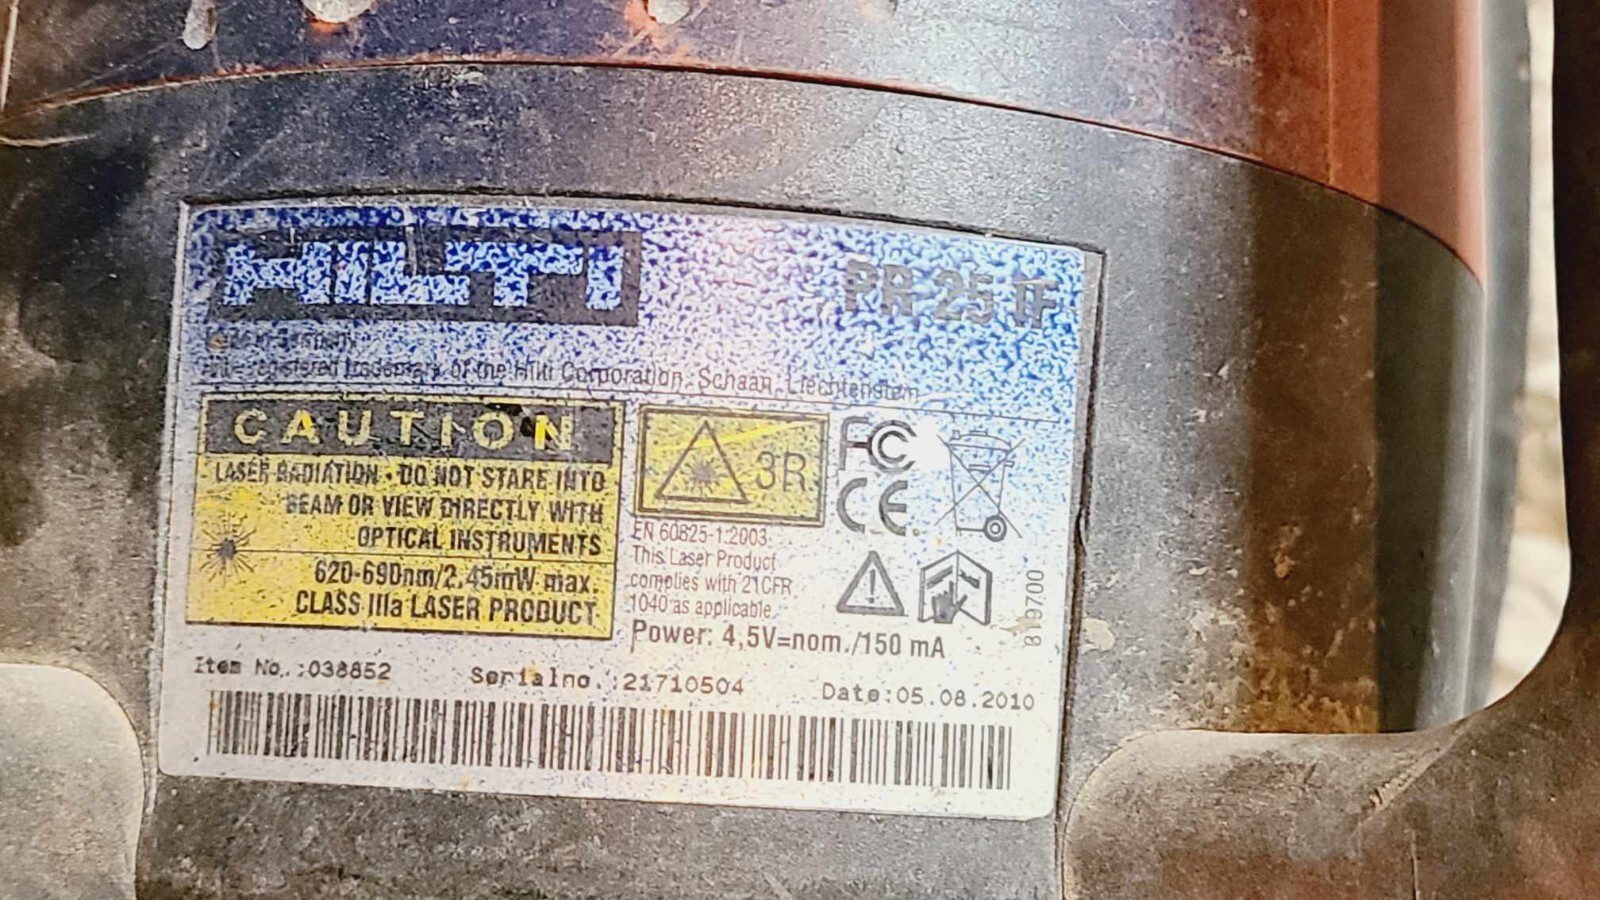 HILTI
PR 25 IF
Made in Germany
Hilti = registered trademark of the Hilti Corporation, Schaan, Liechtenstein
CAUTION
LASER RADIATION - DO NOT STARE INTO
BEAM OR VIEW DIRECTLY WITH
OPTICAL INSTRUMENTS
620-690nm/2.45mW max.
CLASS IIIa LASER PRODUCT
3R
FC
CE
EN 60825-1:2003
This Laser Product
complies with 21CFR
1040 as applicable
Power: 4,5V=nom./150 mA
Item No.:038852
Serialno.:21710504
Date:05.08.2010